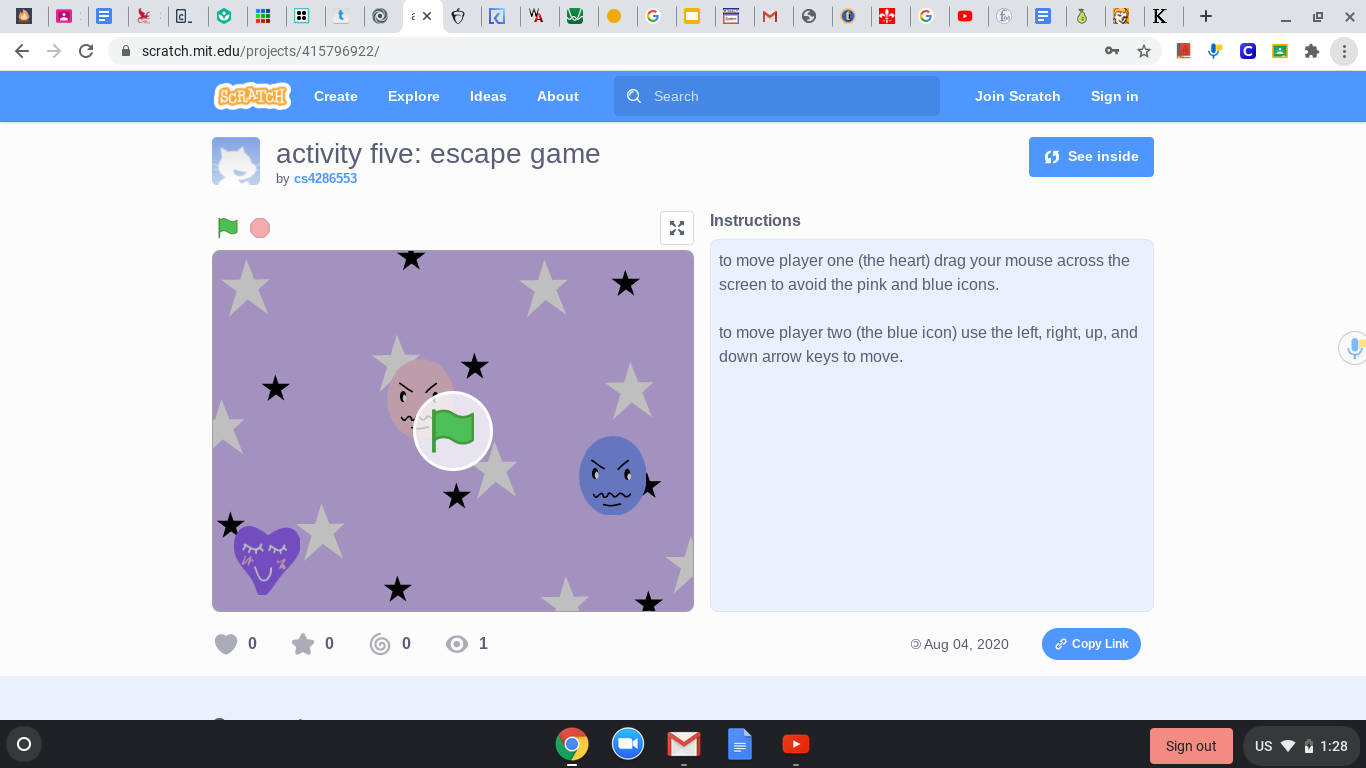 a
scratch.mit.edu/projects/415796922/
SCRATCH
Create
Explore
Ideas
About
Search
Join Scratch
Sign in
activity five: escape game
by cs4286553
See inside
Instructions
to move player one (the heart) drag your mouse across the
screen to avoid the pink and blue icons.
to move player two (the blue icon) use the left, right, up, and
down arrow keys to move.
0
0
0
1
Aug 04, 2020
Copy Link
Sign out
US
1:28